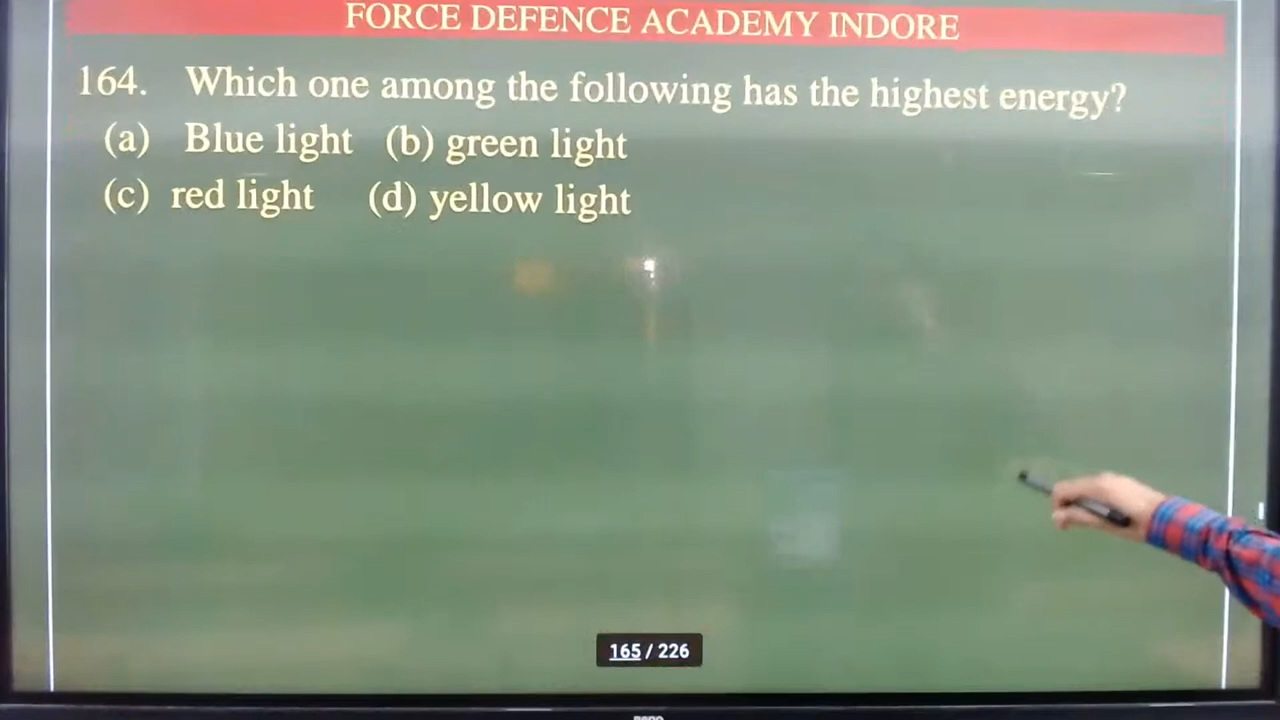 FORCE DEFENCE ACADEMY INDORE
164. Which one among the following has the highest energy?
(a) Blue light (b) green light
(c) red light (d) yellow light
165 / 226